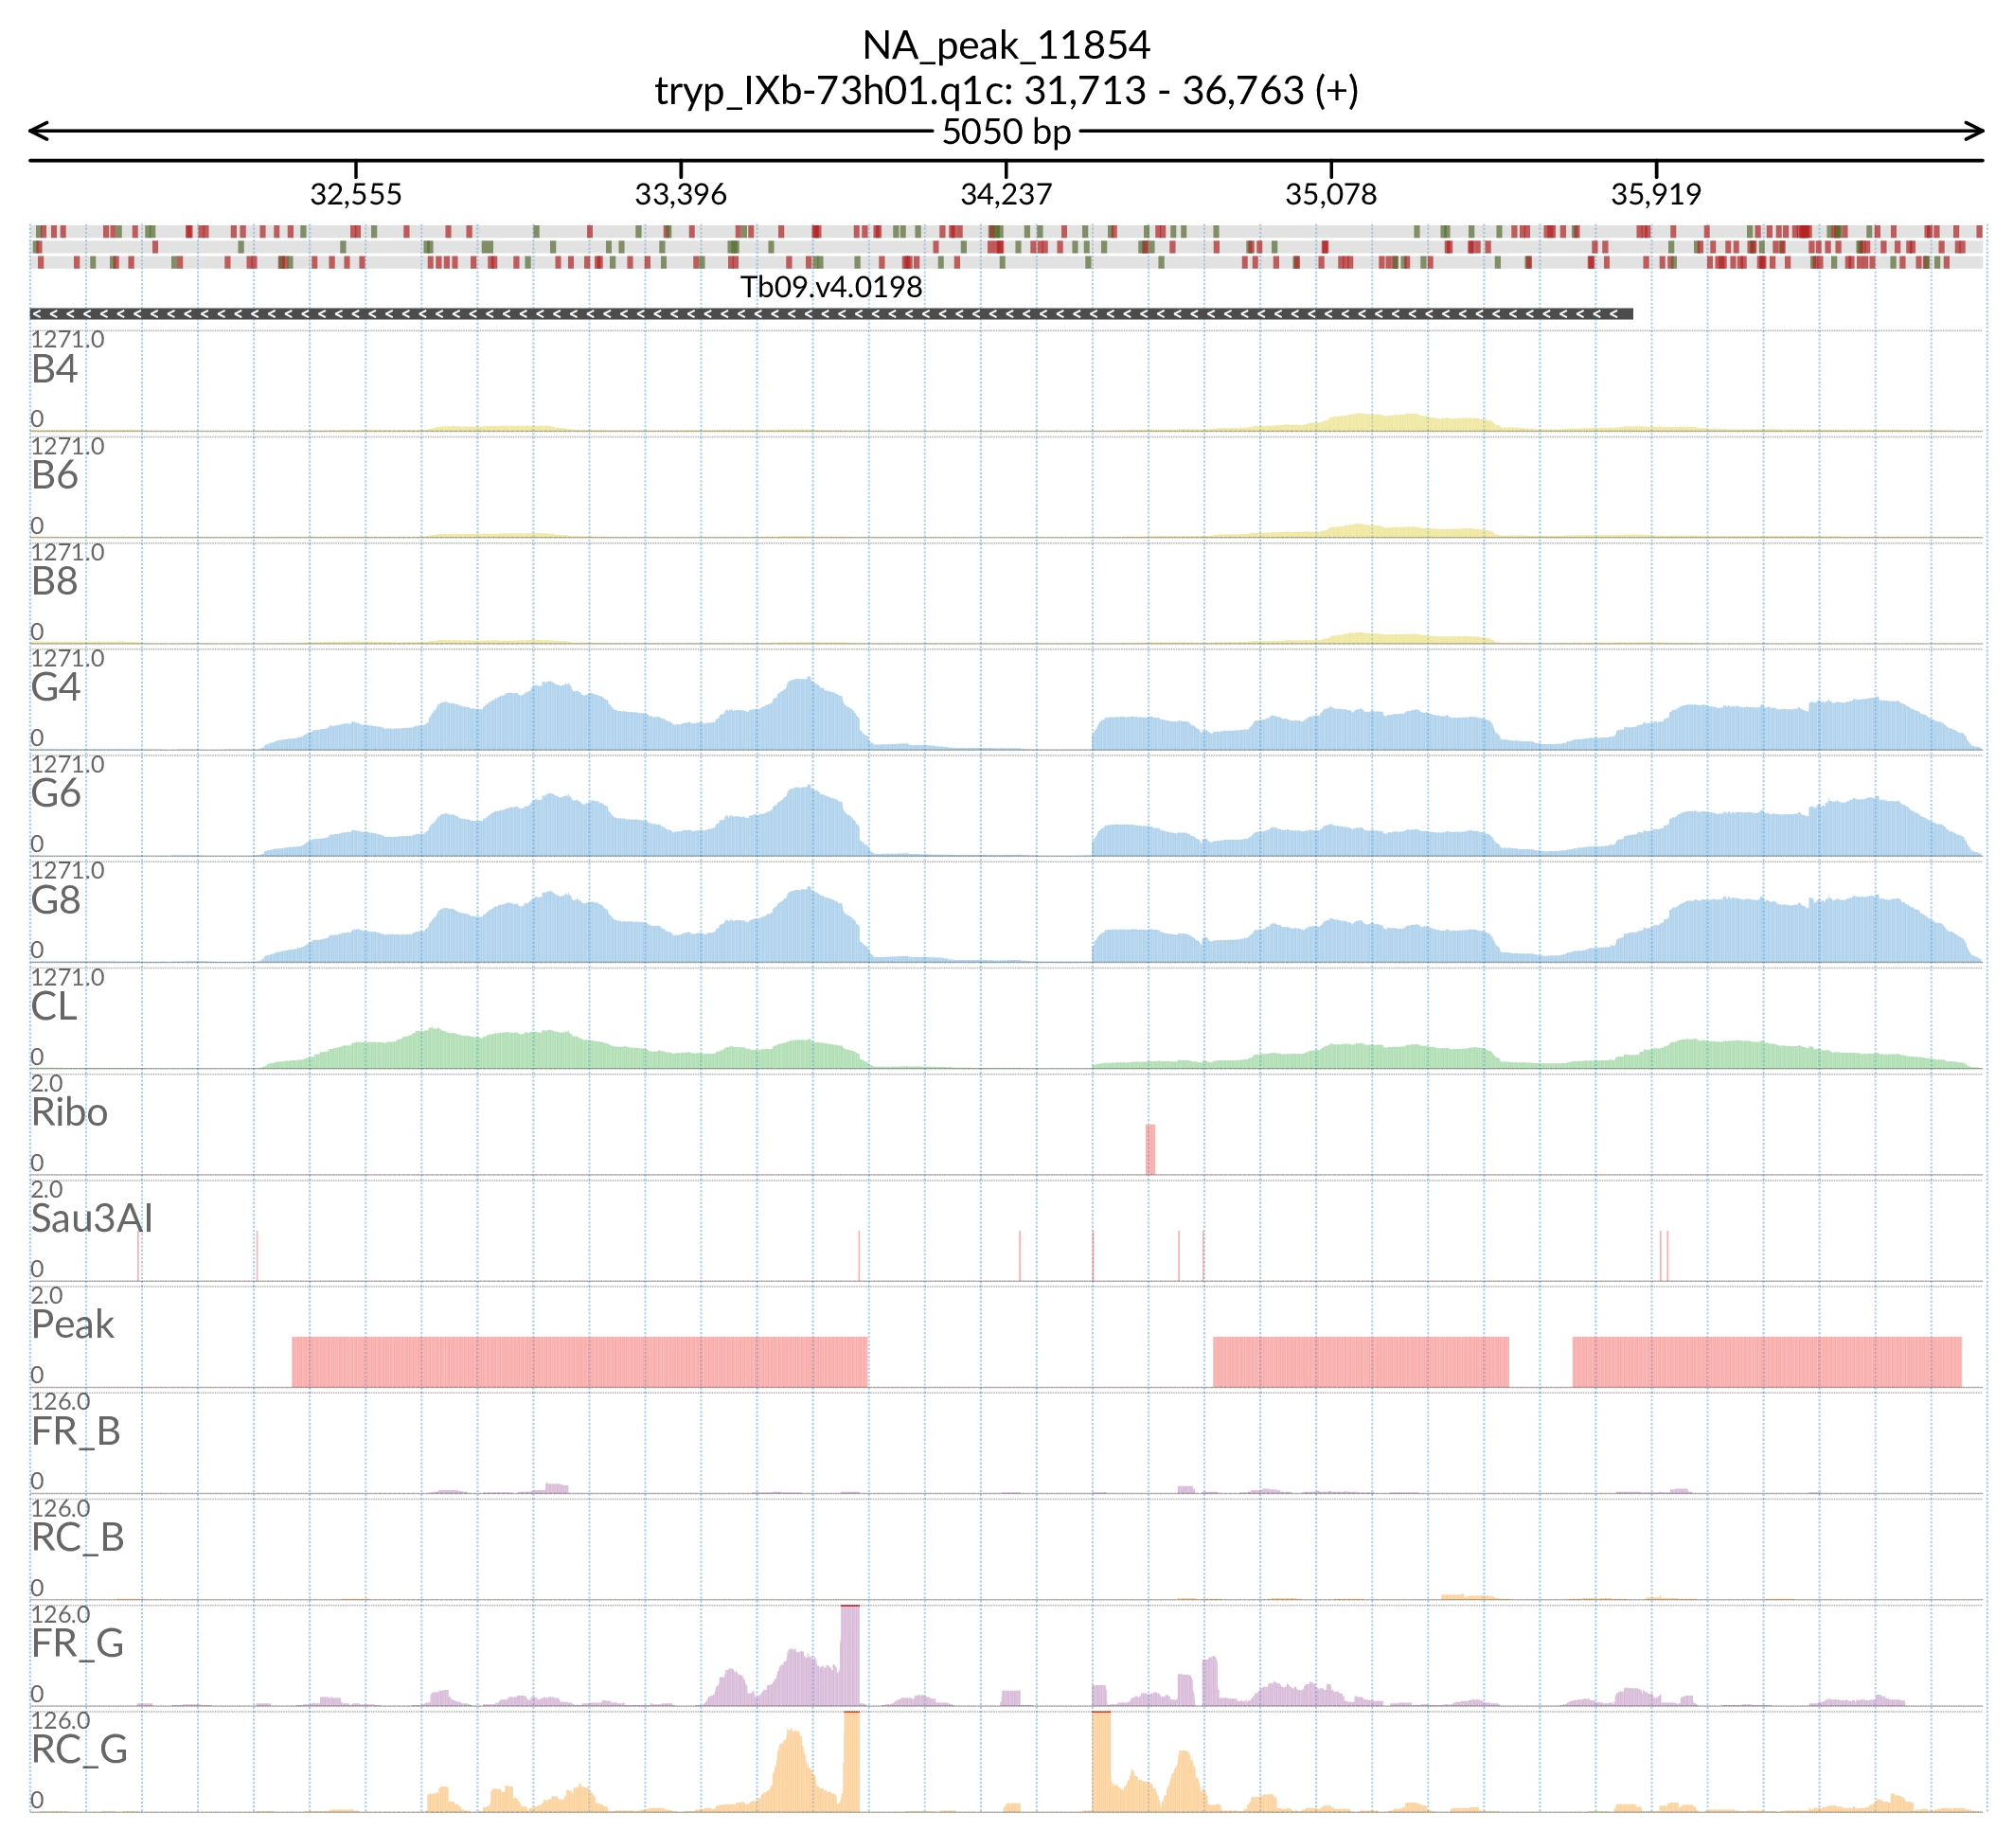 NA_peak_11854
tryp_IXb-73h01.q1c: 31,713 - 36,763 (+)
5050 bp
32,555 33,396 34,237 35,078 35,919
Tb09.v4.0198
1271.0
B4
0
1271.0
B6
0
1271.0
B8
0
1271.0
G4
0
1271.0
G6
0
1271.0
G8
0
1271.0
CL
0
2.0
Ribo
0
2.0
Sau3AI
0
2.0
Peak
0
126.0
FR_B
0
126.0
RC_B
0
126.0
FR_G
0
126.0
RC_G
0